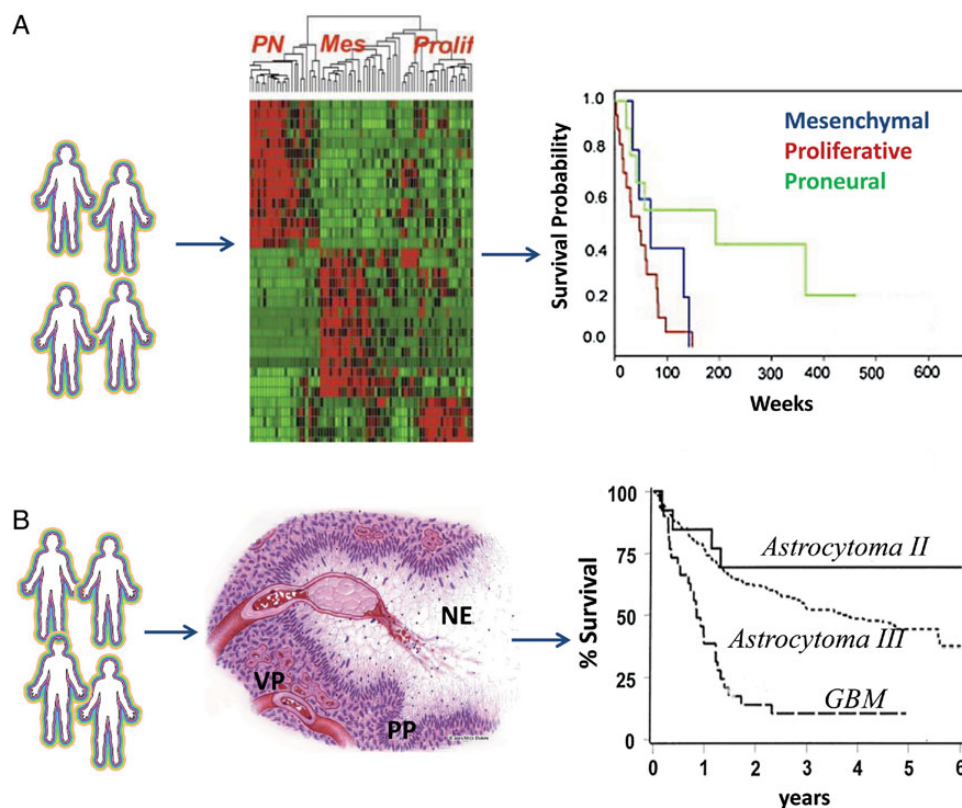 A
PN Mes Prolif
Mesenchymal
Proliferative
Proneural
Survival Probability
1.0
0.8
0.6
0.4
0.2
0.0
0 100 200 300 400 500 600
Weeks
B
NE
VP
PP
% Survival
100
75
50
25
0
Astrocytoma II
Astrocytoma III
GBM
0 1 2 3 4 5 6
years